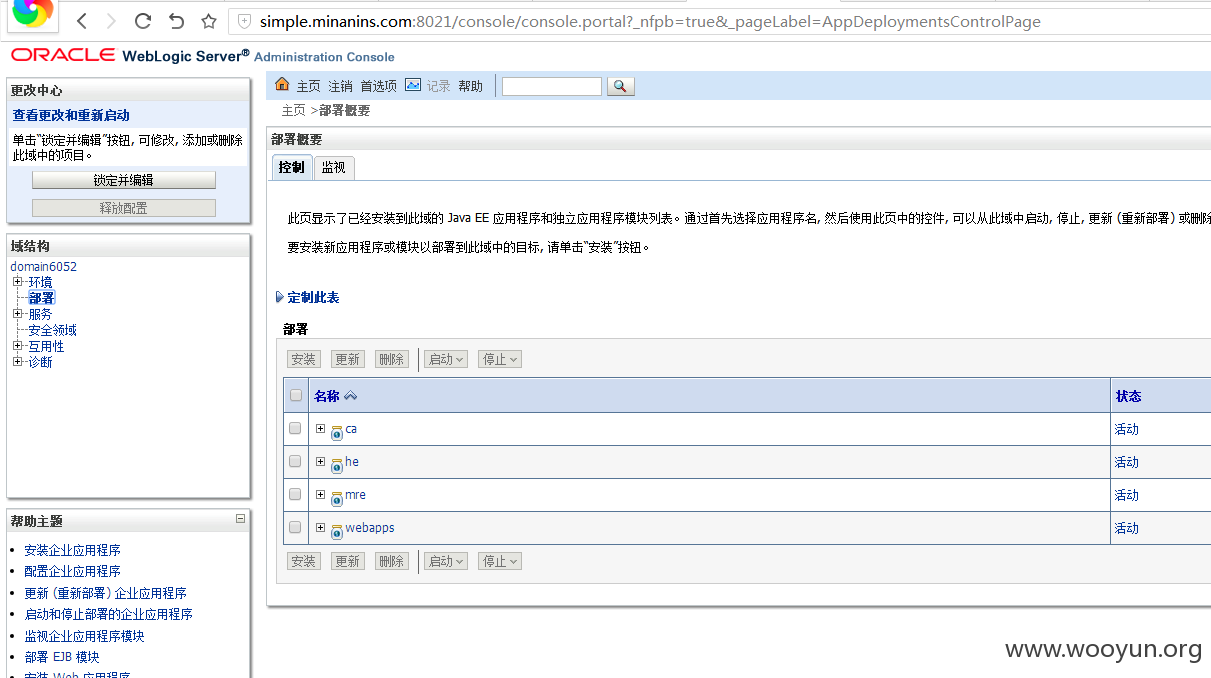 simple.minanins.com:8021/console/console.portal?_nfpb=true&_pageLabel=AppDeploymentsControlPage
ORACLE WebLogic Server® Administration Console
更改中心
查看更改和重新启动
单击“锁定并编辑”按钮, 可修改, 添加或删除
此域中的项目。
锁定并编辑
释放配置
域结构
domain6052
环境
部署
服务
安全领域
互用性
诊断
帮助主题
安装企业应用程序
配置企业应用程序
更新 (重新部署) 企业应用程序
启动和停止部署的企业应用程序
监视企业应用程序模块
部署 EJB 模块
安装 Web 应用程序
主页 注销 首选项 记录 帮助
主页 >部署概要
部署概要
控制 监视
此页显示了已经安装到此域的 Java EE 应用程序和独立应用程序模块列表。通过首先选择应用程序名, 然后使用此页中的控件, 可以从此域中启动, 停止, 更新 (重新部署) 或删除
要安装新应用程序或模块以部署到此域中的目标, 请单击“安装”按钮。
定制此表
部署
安装 更新 删除 启动 停止
名称 状态
ca 活动
he 活动
mre 活动
webapps 活动
安装 更新 删除 启动 停止
www.wooyun.org